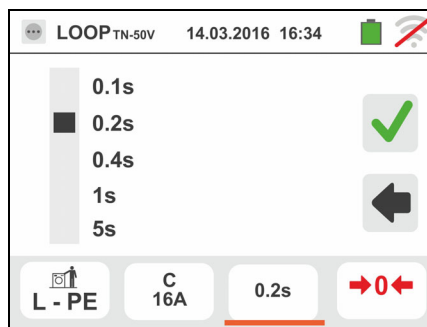 LOOP TN-50V 14.03.2016 16:34
0.1s
0.2s
0.4s
1s
5s
L - PE
C
16A
0.2s
→0←